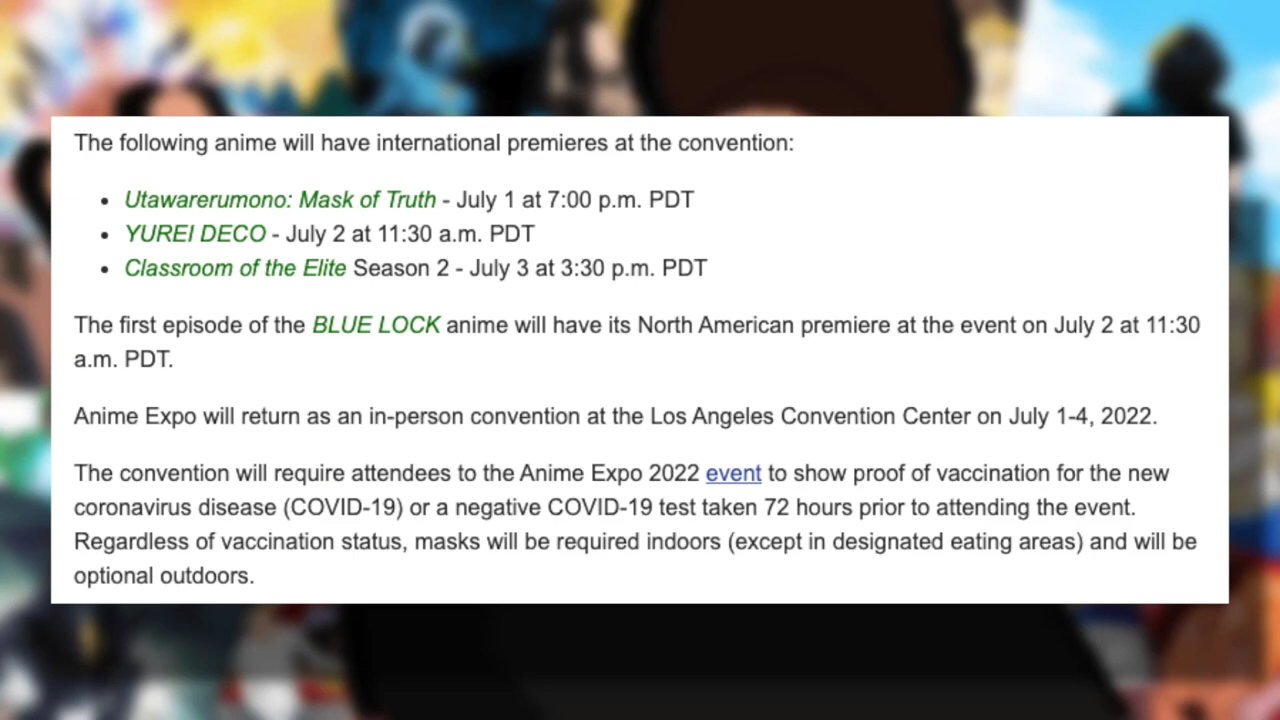 The following anime will have international premieres at the convention:
• Utawarerumono: Mask of Truth - July 1 at 7:00 p.m. PDT
• YUREI DECO - July 2 at 11:30 a.m. PDT
• Classroom of the Elite Season 2 - July 3 at 3:30 p.m. PDT
The first episode of the BLUE LOCK anime will have its North American premiere at the event on July 2 at 11:30
a.m. PDT.
Anime Expo will return as an in-person convention at the Los Angeles Convention Center on July 1-4, 2022.
The convention will require attendees to the Anime Expo 2022 event to show proof of vaccination for the new
coronavirus disease (COVID-19) or a negative COVID-19 test taken 72 hours prior to attending the event.
Regardless of vaccination status, masks will be required indoors (except in designated eating areas) and will be
optional outdoors.